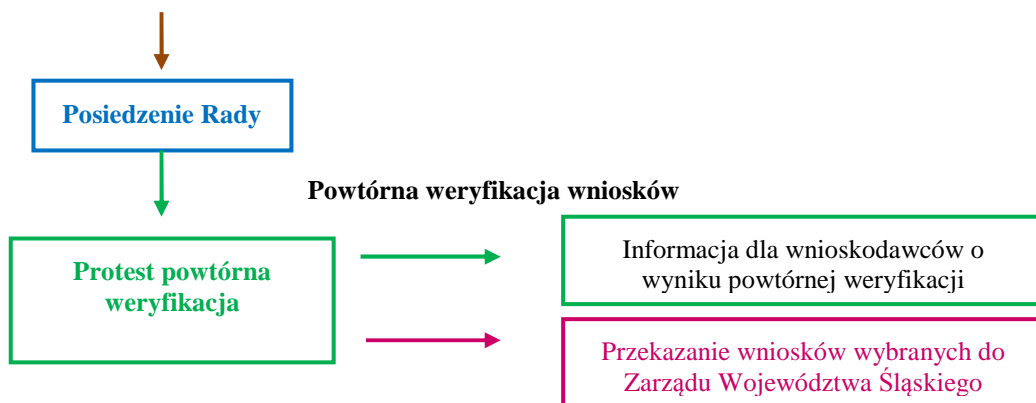 Posiedzenie Rady
Powtórna weryfikacja wniosków
Protest powtórna
weryfikacja
Informacja dla wnioskodawców o
wyniku powtórnej weryfikacji
Przekazanie wniosków wybranych do
Zarządu Województwa Śląskiego